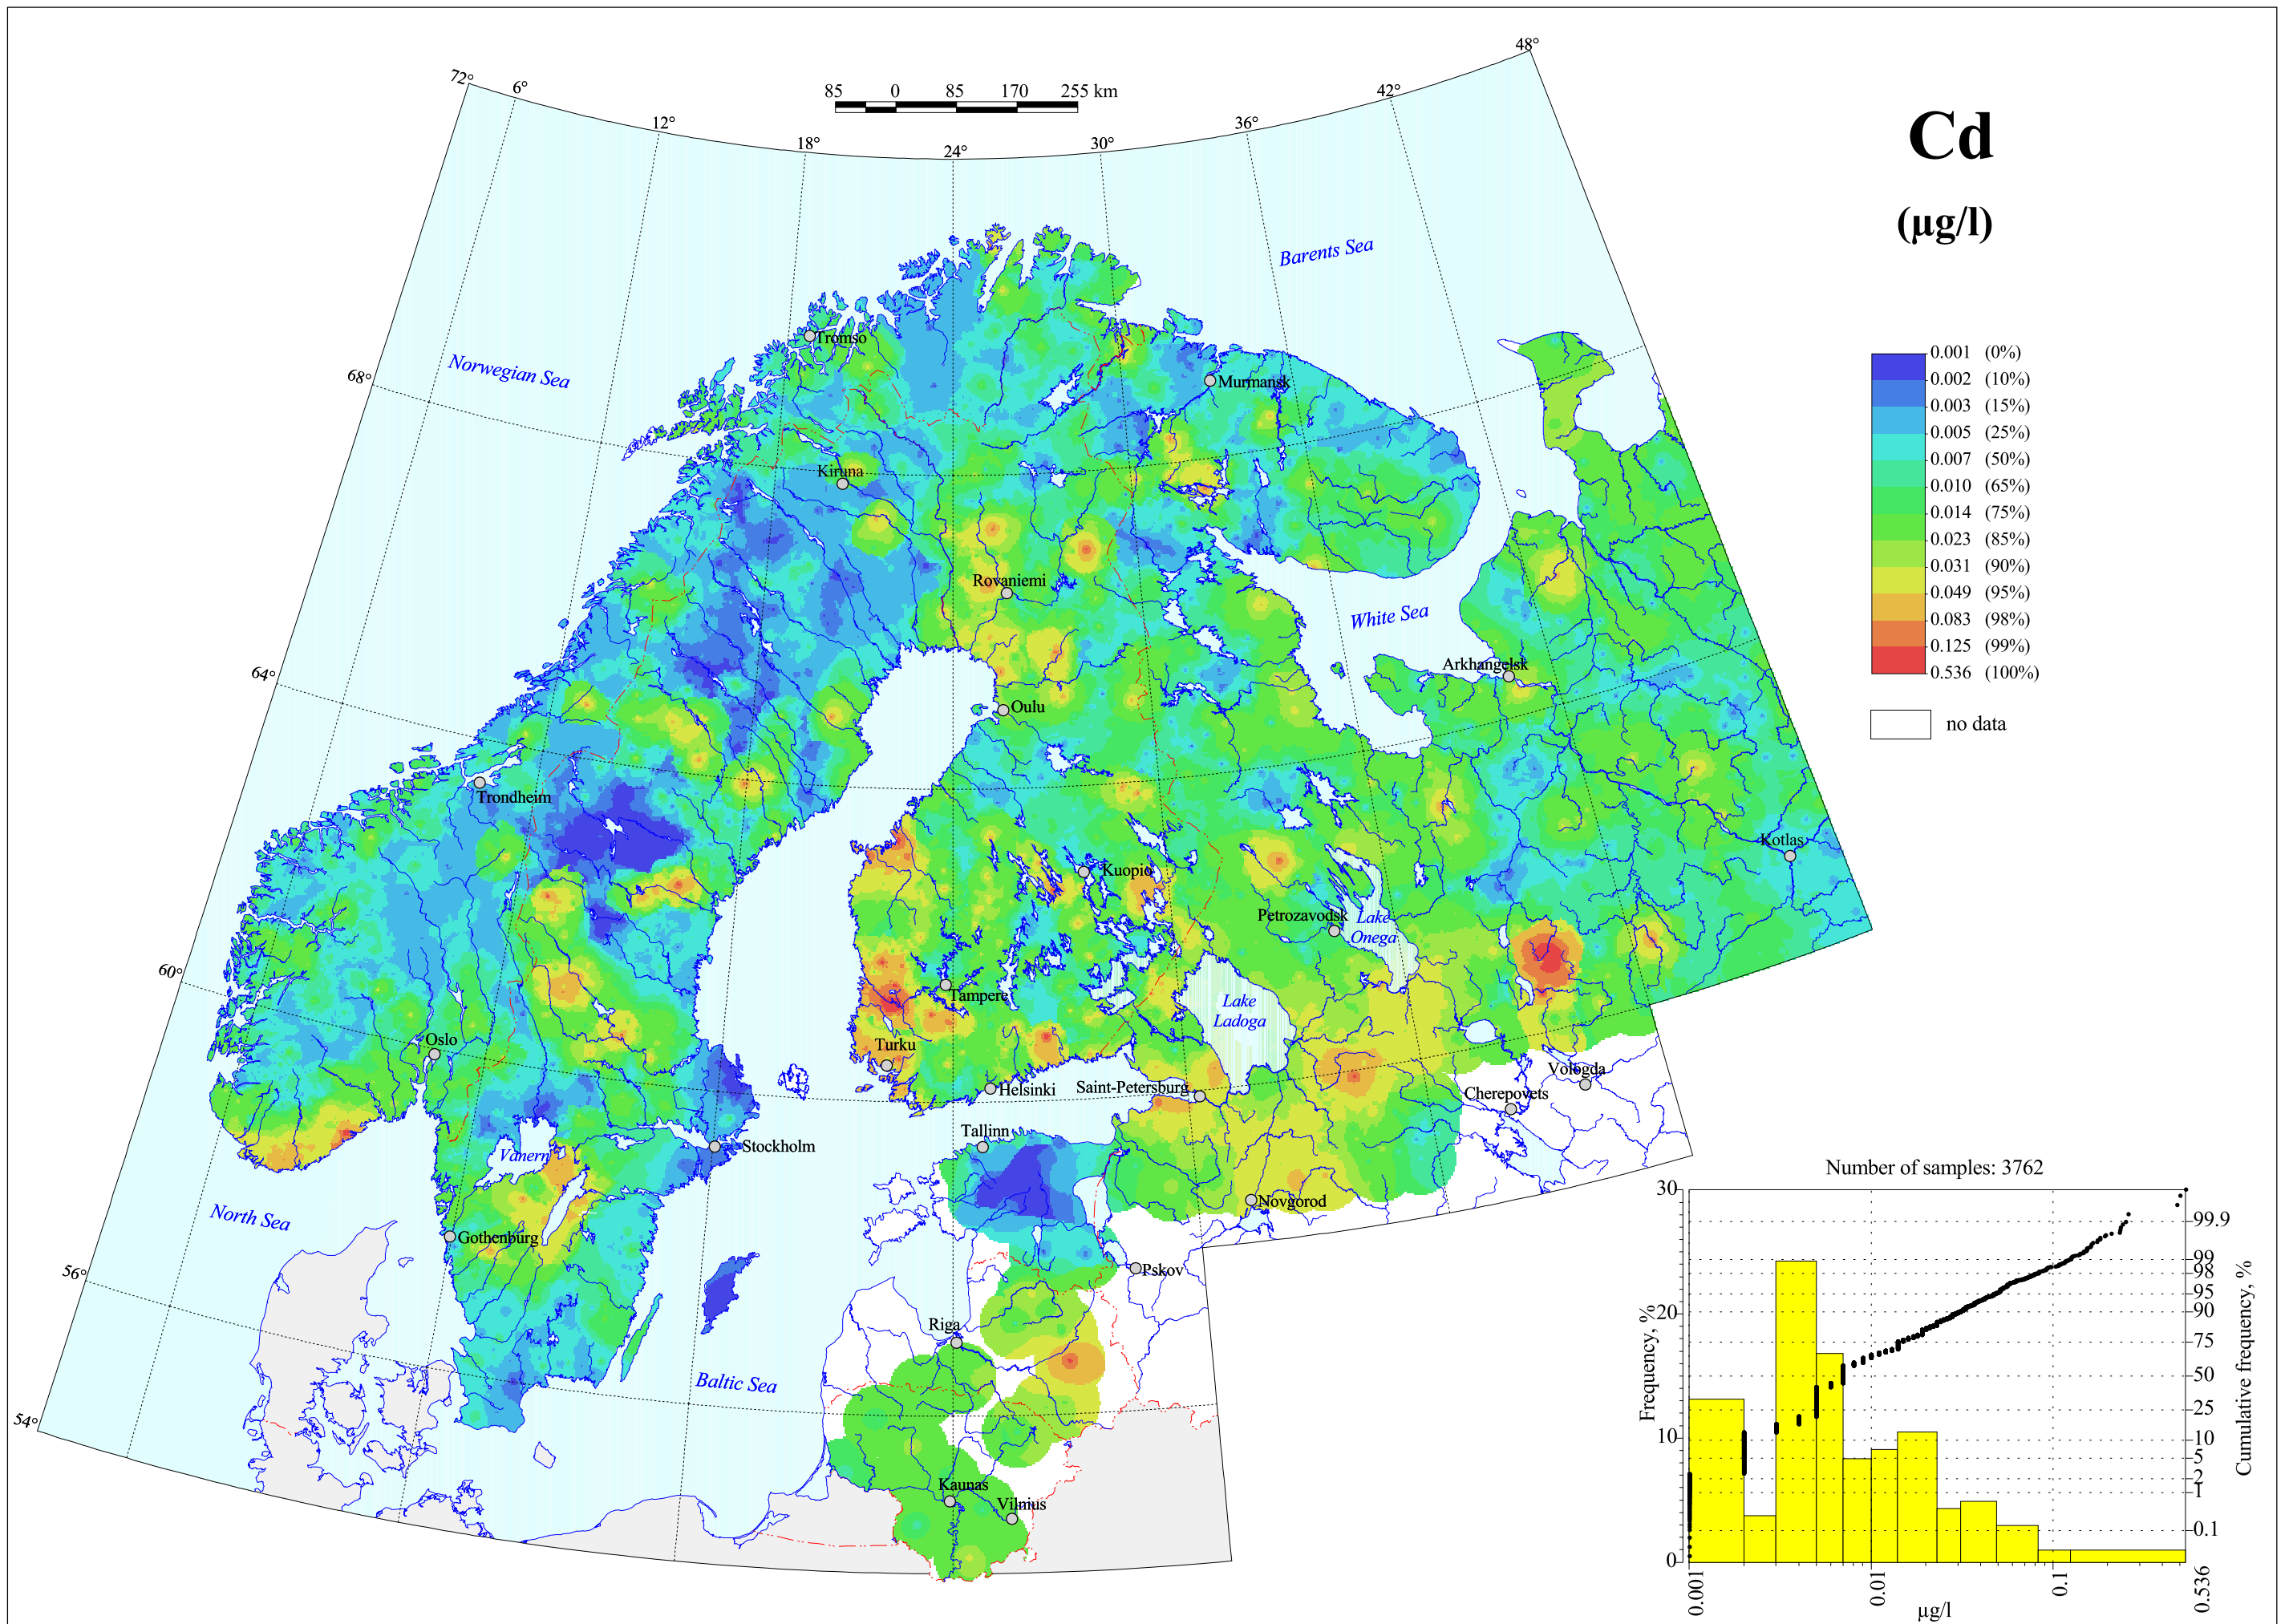 48°
72°
6°
42°
85 0 85 170 255 km
12°
36°
18°
30°
24°
Cd
(µg/l)
Barents Sea
Tromso
Norwegian Sea
68°
Murmansk
0.001 (0%)
0.002 (10%)
0.003 (15%)
0.005 (25%)
0.007 (50%)
0.010 (65%)
0.014 (75%)
0.023 (85%)
0.031 (90%)
0.049 (95%)
0.083 (98%)
0.125 (99%)
0.536 (100%)
no data
Kiruna
Rovaniemi
White Sea
Arkhangelsk
64°
Oulu
Trondheim
Kotlas
Kuopio
Petrozavodsk
Lake
Onega
60°
Tampere
Lake
Ladoga
Oslo
Turku
Helsinki
Saint-Petersburg
Vologda
Cherepovets
Tallinn
Stockholm
Vanern
Novgorod
North Sea
Gothenburg
56°
Pskov
Riga
Baltic Sea
54°
Kaunas
Vilnius
Number of samples: 3762
30
20
10
0
Frequency, %
99.9
99
98
95
90
75
50
25
10
5
2
1
0.1
Cumulative frequency, %
0.001
0.01
0.1
0.536
µg/l